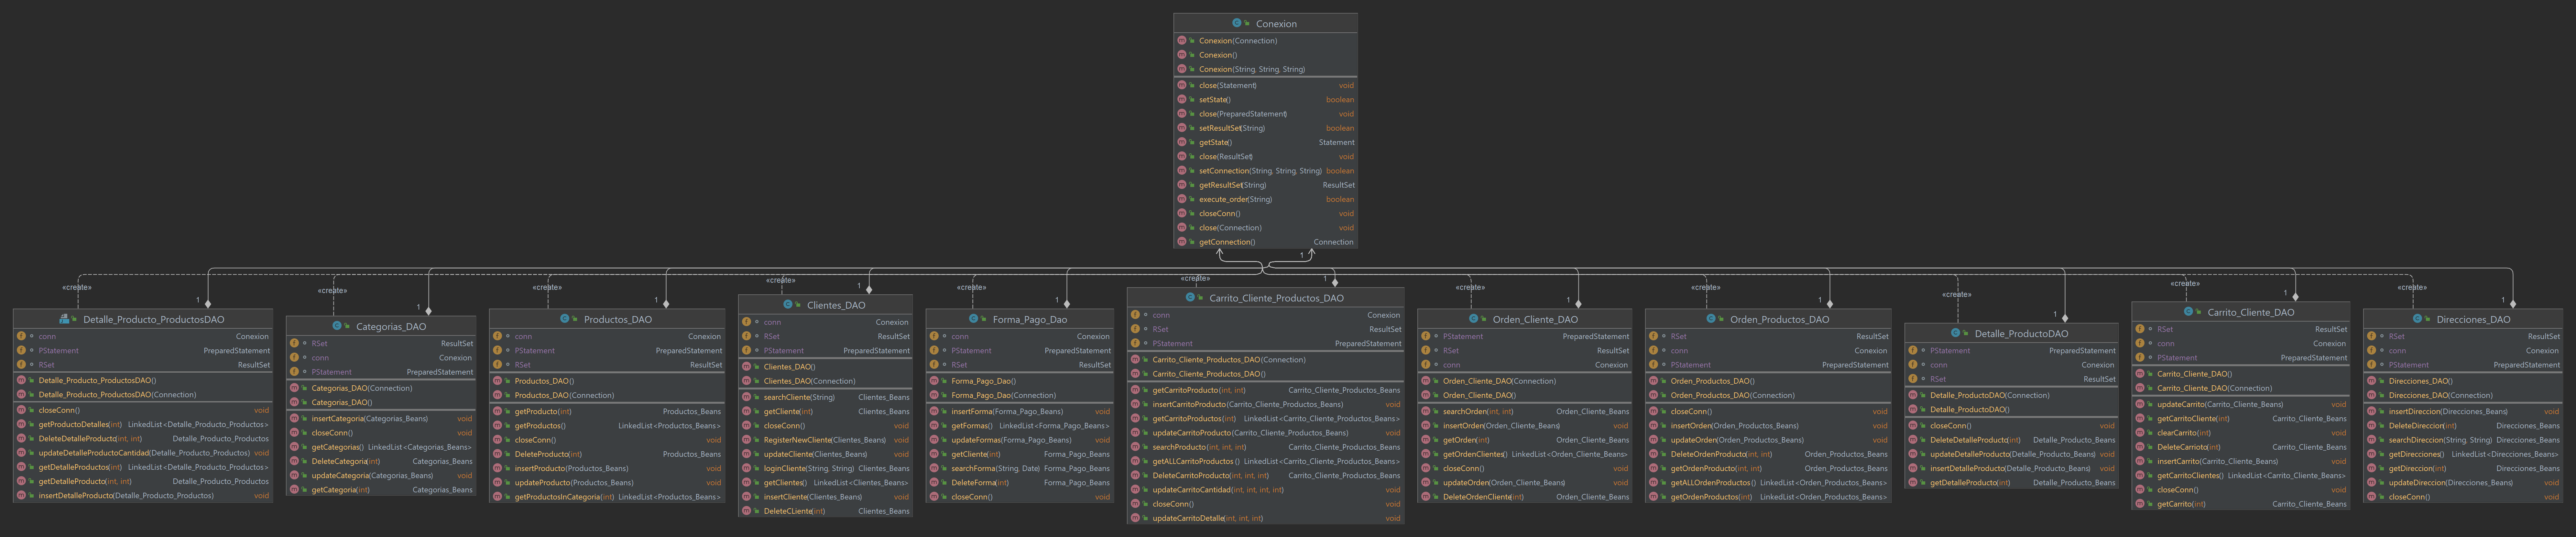 Conexion
Conexion(Connection)
Conexion()
Conexion(String, String, String)
close(Statement) void
setState() boolean
close(PreparedStatement) void
setResultSet(String) boolean
getState() Statement
close(ResultSet) void
setConnection(String, String, String) boolean
getResultSet(String) ResultSet
execute_order(String) boolean
closeConn() void
close(Connection) void
getConnection() Connection
1
«create»
1
Detalle_Producto_ProductosDAO
conn Conexion
PStatement PreparedStatement
RSet ResultSet
Detalle_Producto_ProductosDAO()
Detalle_Producto_ProductosDAO(Connection)
closeConn() void
getProductoDetalles(int) LinkedList<Detalle_Producto_Productos>
DeleteDetalleProducto(int, int) Detalle_Producto_Productos
updateDetalleProductoCantidad(Detalle_Producto_Productos) void
getDetalleProductos(int) LinkedList<Detalle_Producto_Productos>
getDetalleProducto(int, int) Detalle_Producto_Productos
insertDetalleProducto(Detalle_Producto_Productos) void
«create»
1
Categorias_DAO
RSet ResultSet
conn Conexion
PStatement PreparedStatement
Categorias_DAO(Connection)
Categorias_DAO()
insertCategoria(Categorias_Beans) void
closeConn() void
getCategorias() LinkedList<Categorias_Beans>
DeleteCategoria(int) Categorias_Beans
updateCategoria(Categorias_Beans) void
getCategoria(int) Categorias_Beans
«create»
1
Productos_DAO
conn Conexion
PStatement PreparedStatement
RSet ResultSet
Productos_DAO()
Productos_DAO(Connection)
getProducto(int) Productos_Beans
getProductos() LinkedList<Productos_Beans>
closeConn() void
DeleteProducto(int) Productos_Beans
insertProducto(Productos_Beans) void
updateProducto(Productos_Beans) void
getProductosInCategoria(int) LinkedList<Productos_Beans>
«create»
1
Clientes_DAO
conn Conexion
RSet ResultSet
PStatement PreparedStatement
Clientes_DAO()
Clientes_DAO(Connection)
searchCliente(String) Clientes_Beans
getCliente(int) Clientes_Beans
closeConn() void
RegisterNewCliente(Clientes_Beans) void
updateCliente(Clientes_Beans) void
loginCliente(String, String) Clientes_Beans
getClientes() LinkedList<Clientes_Beans>
insertCliente(Clientes_Beans) void
DeleteCLiente(int) Clientes_Beans
«create»
1
Forma_Pago_Dao
conn Conexion
PStatement PreparedStatement
RSet ResultSet
Forma_Pago_Dao()
Forma_Pago_Dao(Connection)
insertForma(Forma_Pago_Beans) void
getFormas() LinkedList<Forma_Pago_Beans>
updateFormas(Forma_Pago_Beans) void
getCliente(int) Forma_Pago_Beans
searchForma(String, Date) Forma_Pago_Beans
DeleteForma(int) Forma_Pago_Beans
closeConn() void
«create»
1
Carrito_Cliente_Productos_DAO
conn Conexion
RSet ResultSet
PStatement PreparedStatement
Carrito_Cliente_Productos_DAO(Connection)
Carrito_Cliente_Productos_DAO()
getCarritoProducto(int, int) Carrito_Cliente_Productos_Beans
insertCarritoProducto(Carrito_Cliente_Productos_Beans) void
getCarritoProductos(int) LinkedList<Carrito_Cliente_Productos_Beans>
updateCarritoProducto(Carrito_Cliente_Productos_Beans) void
searchProducto(int, int, int) Carrito_Cliente_Productos_Beans
getALLCarritoProductos() LinkedList<Carrito_Cliente_Productos_Beans>
DeleteCarritoProducto(int, int) Carrito_Cliente_Productos_Beans
updateCarritoCantidad(int, int, int, int) void
closeConn() void
updateCarritoDetalle(int, int, int) void
«create»
1
Orden_Cliente_DAO
PStatement PreparedStatement
RSet ResultSet
conn Conexion
Orden_Cliente_DAO(Connection)
Orden_Cliente_DAO()
searchOrden(int, int) Orden_Cliente_Beans
insertOrden(Orden_Cliente_Beans) void
getOrden(int) Orden_Cliente_Beans
getOrdenClientes() LinkedList<Orden_Cliente_Beans>
closeConn() void
updateOrden(Orden_Cliente_Beans) void
DeleteOrdenCliente(int) Orden_Cliente_Beans
«create»
1
Orden_Productos_DAO
RSet ResultSet
conn Conexion
PStatement PreparedStatement
Orden_Productos_DAO()
Orden_Productos_DAO(Connection)
closeConn() void
insertOrden(Orden_Productos_Beans) void
updateOrden(Orden_Productos_Beans) void
DeleteOrdenProducto(int, int) Orden_Productos_Beans
getOrdenProducto(int, int) Orden_Productos_Beans
getALLOrdenProductos() LinkedList<Orden_Productos_Beans>
getOrdenProductos(int) LinkedList<Orden_Productos_Beans>
«create»
1
Detalle_ProductoDAO
PStatement PreparedStatement
conn Conexion
RSet ResultSet
Detalle_ProductoDAO(Connection)
Detalle_ProductoDAO()
closeConn() void
DeleteDetalleProducto(int) Detalle_Producto_Beans
updateDetalleProducto(Detalle_Producto_Beans) void
insertDetalleProducto(Detalle_Producto_Beans) void
getDetalleProducto(int) Detalle_Producto_Beans
«create»
1
Carrito_Cliente_DAO
RSet ResultSet
conn Conexion
PStatement PreparedStatement
Carrito_Cliente_DAO()
Carrito_Cliente_DAO(Connection)
updateCarrito(Carrito_Cliente_Beans) void
getCarritoCliente(int) Carrito_Cliente_Beans
clearCarrito(int) void
DeleteCarrioto(int) Carrito_Cliente_Beans
insertCarrito(Carrito_Cliente_Beans) void
getCarritoClientes() LinkedList<Carrito_Cliente_Beans>
closeConn() void
getCarrito(int) Carrito_Cliente_Beans
«create»
1
Direcciones_DAO
RSet ResultSet
conn Conexion
PStatement PreparedStatement
Direcciones_DAO()
Direcciones_DAO(Connection)
insertDireccion(Direcciones_Beans) void
DeleteDireccion(int) Direcciones_Beans
searchDireccion(String, String) Direcciones_Beans
getDirecciones() LinkedList<Direcciones_Beans>
getDireccion(int) Direcciones_Beans
updateDireccion(Direcciones_Beans) void
closeConn() void